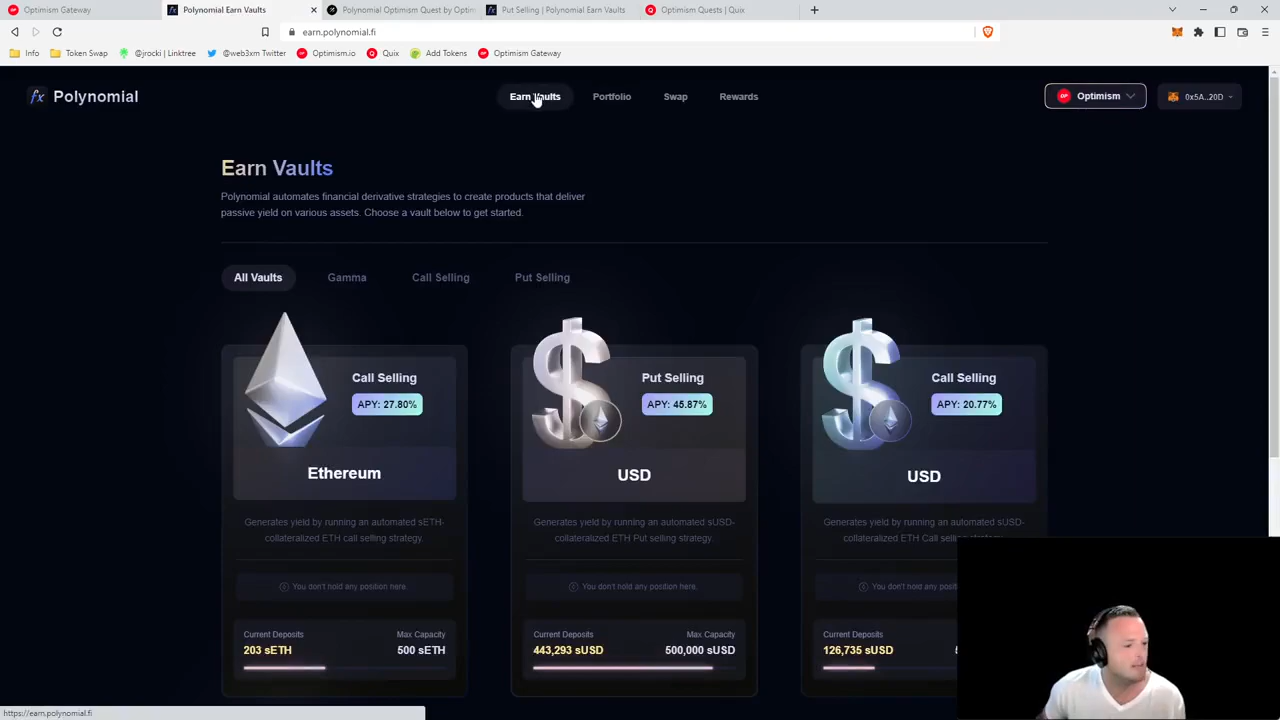 Optimism Gateway
Polynomial Earn Vaults
Polynomial Optimism Quest by Optim
Put Selling | Polynomial Earn Vaults
Optimism Quests | Quix
earn.polynomial.fi
Info
Token Swap
@jrocki | Linktree
@web3xm Twitter
Optimism.io
Quix
Add Tokens
Optimism Gateway
fx Polynomial
Earn Vaults
Portfolio
Swap
Rewards
OP Optimism
0x5A..20D
Earn Vaults
Polynomial automates financial derivative strategies to create products that deliver
passive yield on various assets. Choose a vault below to get started.
All Vaults
Gamma
Call Selling
Put Selling
Call Selling
APY: 27.80%
Ethereum
Generates yield by running an automated sETH-
collateralized ETH call selling strategy.
You don't hold any position here.
Current Deposits
Max Capacity
203 sETH
500 sETH
Put Selling
APY: 45.87%
USD
Generates yield by running an automated sUSD-
collateralized ETH Put selling strategy.
You don't hold any position here.
Current Deposits
Max Capacity
443,293 sUSD
500,000 sUSD
Call Selling
APY: 20.77%
USD
Generates yield by running an automated sUSD-
collateralized ETH Call selling strategy.
You don't hold any
Current Deposits
126,735 sUSD
https://earn.polynomial.fi